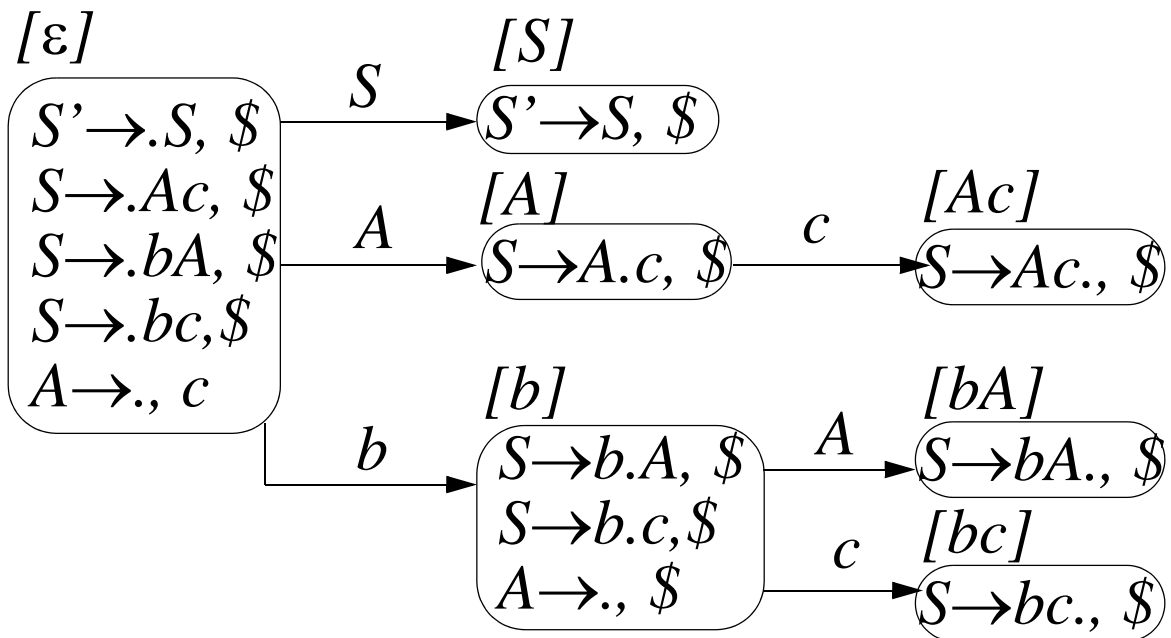 [ε]
S'→.S, $
S→.Ac, $
S→.bA, $
S→.bc,$
A→., c
S
[S]
S'→S, $
A
[A]
S→A.c, $
c
[Ac]
S→Ac., $
b
[b]
S→b.A, $
S→b.c,$
A→., $
A
[bA]
S→bA., $
c
[bc]
S→bc., $